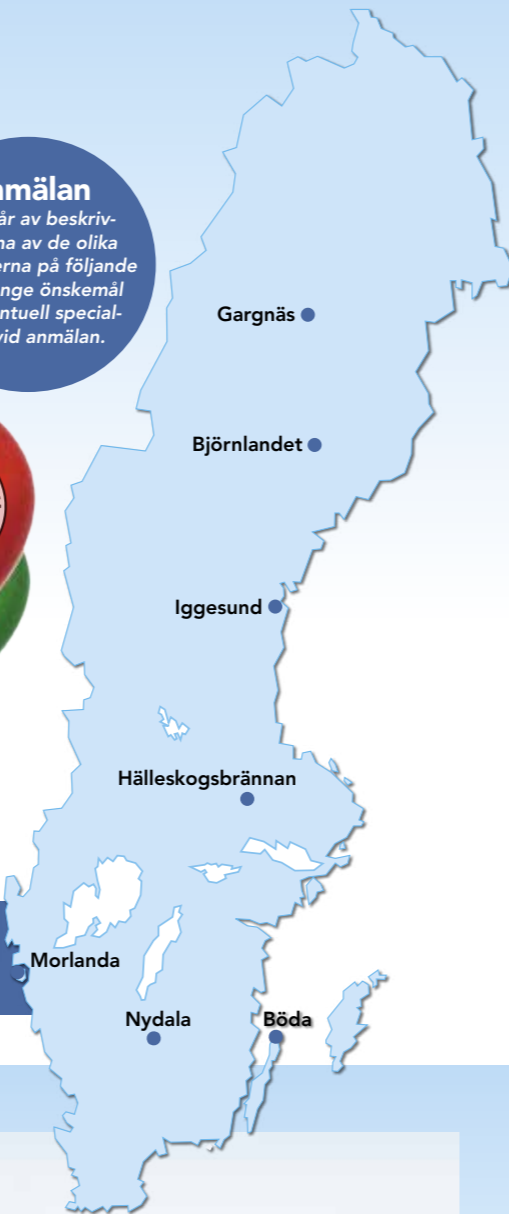 nmälan
år av beskriv-
na av de olika
erna på följande
nge önskemål
ntuell special-
vid anmälan.
Gargnäs
Björnlandet
Iggesund
Hälleskogsbrännan
Morlanda
Nydala
Böda